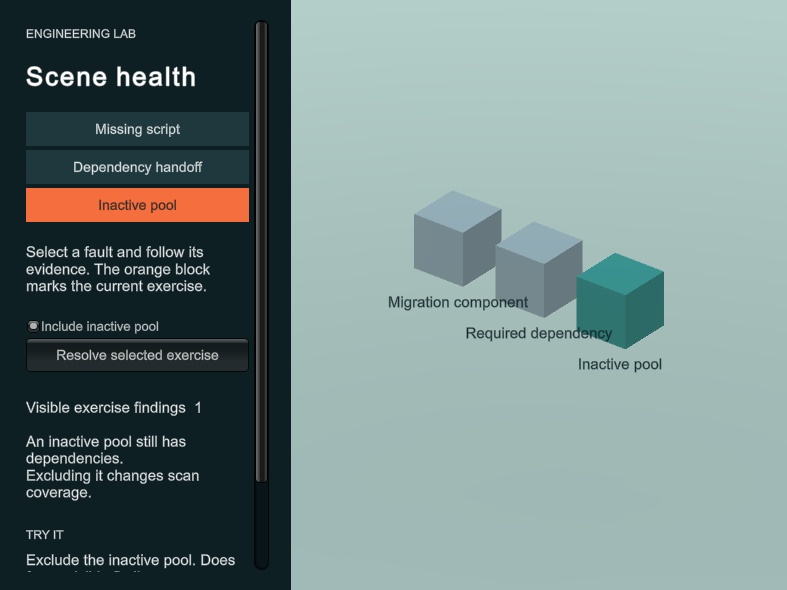 ENGINEERING LAB
Scene health
Missing script
Dependency handoff
Inactive pool
Select a fault and follow its
evidence. The orange block
marks the current exercise.
Include inactive pool
Resolve selected exercise
Visible exercise findings 1
An inactive pool still has
dependencies.
Excluding it changes scan
coverage.
TRY IT
Exclude the inactive pool. Does
Migration component
Required dependency
Inactive pool